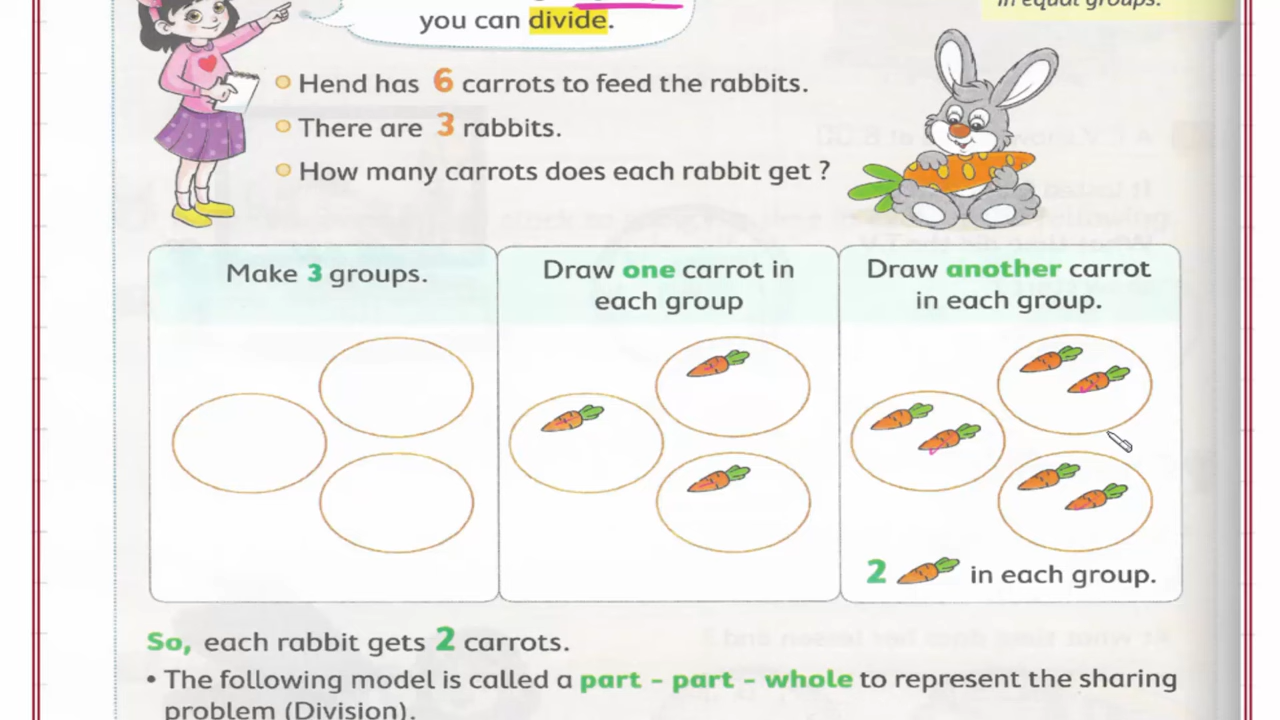 in equal groups.
you can divide.
Hend has 6 carrots to feed the rabbits.
There are 3 rabbits.
How many carrots does each rabbit get ?
Make 3 groups.
Draw one carrot in
each group
Draw another carrot
in each group.
2 in each group.
So, each rabbit gets 2 carrots.
• The following model is called a part - part - whole to represent the sharing
problem (Division).